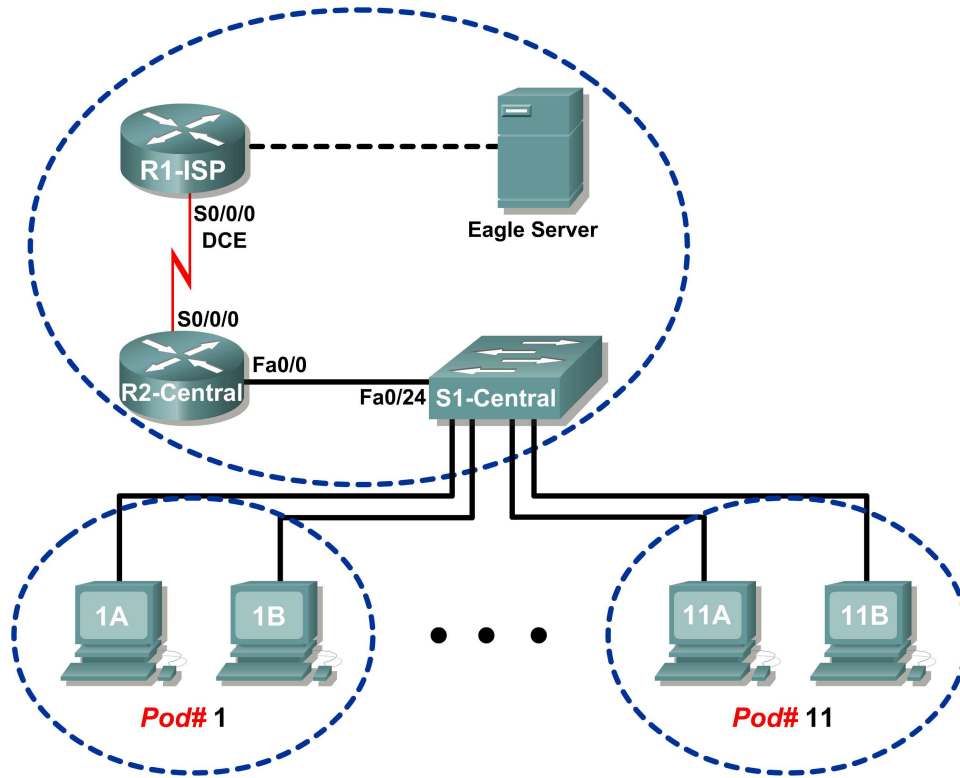 R1-ISP
S0/0/0
DCE
Eagle Server
S0/0/0
R2-Central
Fa0/0
Fa0/24
S1-Central
1A
1B
11A
11B
Pod# 1
Pod# 11